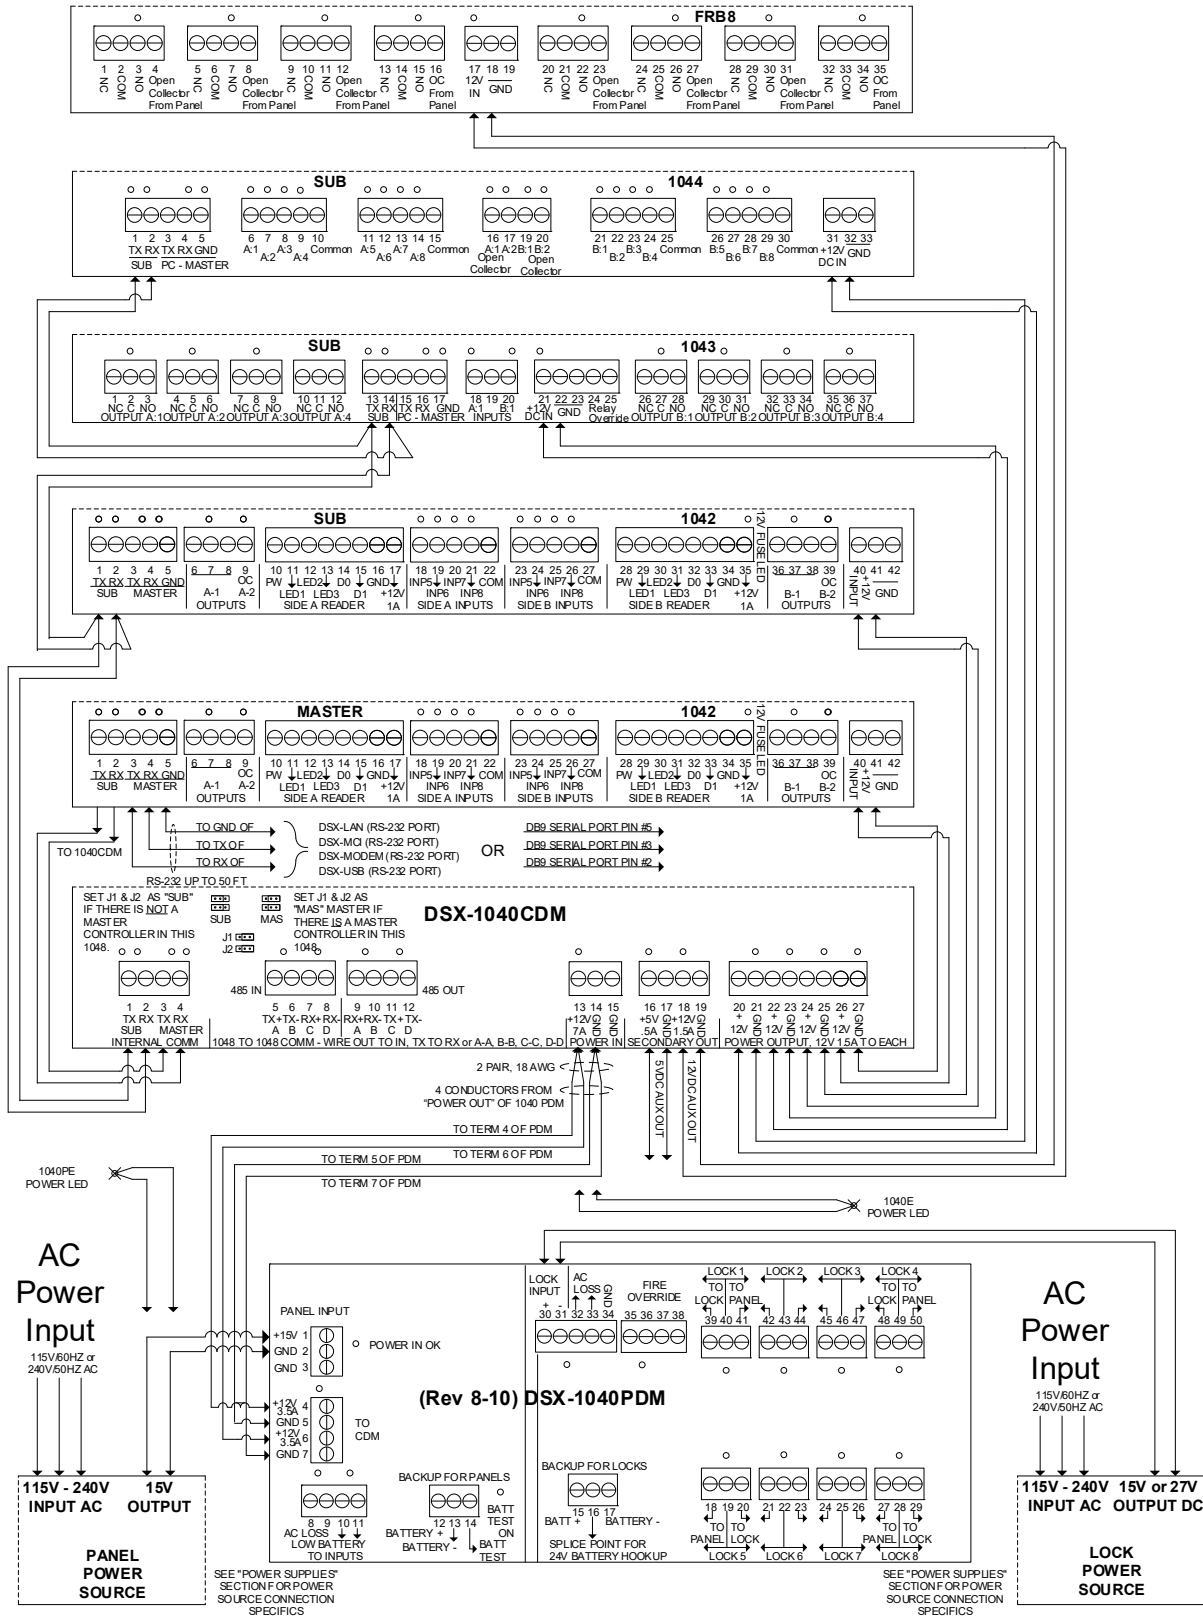 FRB8
1 2 3 4 5 6 7 8 9 10 11 12 13 14 15 16 17 18 19 20 21 22 23 24 25 26 27 28 29 30 31 32 33 34 35
NC COM NO Open Collector From Panel
NC COM NO Open Collector From Panel
NC COM NO Open Collector From Panel
NC COM NO OC From Panel
12V IN GND
NC COM NO Open Collector From Panel
NC COM NO Open Collector From Panel
NC COM NO Open Collector From Panel
NC COM NO OC From Panel
SUB 1044
1 2 3 4 5 6 7 8 9 10 11 12 13 14 15 16 17 19 20 21 22 23 24 25 26 27 28 29 30 31 32 33
TX RX TX RX GND
SUB PC - MASTER
A:1 A:2 A:3 A:4 Common
A:5 A:6 A:7 A:8 Common
A:1 A:2 B:1 B:2
Open Collector Open Collector
B:1 B:2 B:3 B:4 Common
B:5 B:6 B:7 B:8 Common
+12V GND
DC IN
SUB 1043
1 2 3 4 5 6 7 8 9 10 11 12 13 14 15 16 17 18 19 20 21 22 23 24 25 26 27 28 29 30 31 32 33 34 35 36 37
NC C NO NC C NO NC C NO NC C NO TX RX TX RX GND A:1 B:1 +12V GND Relay NC C NO NC C NO NC C NO NC C NO
OUTPUT A:1 OUTPUT A:2 OUTPUT A:3 OUTPUT A:4 SUB PC - MASTER INPUTS DC IN Override OUTPUT B:1 OUTPUT B:2 OUTPUT B:3 OUTPUT B:4
SUB 1042
12V FUSE LED
1 2 3 4 5 6 7 8 9 10 11 12 13 14 15 16 17 18 19 20 21 22 23 24 25 26 27 28 29 30 31 32 33 34 35 36 37 38 39 40 41 42
TX RX TX RX GND OC PW LED2 D0 GND INP5 INP7 COM INP5 INP7 COM PW LED2 D0 GND OC INPUT +12V GND
SUB MASTER A-1 A-2 LED1 LED3 D1 +12V INP6 INP8 INP6 INP8 LED1 LED3 D1 +12V B-1 B-2
OUTPUTS SIDE A READER 1A SIDE A INPUTS SIDE B INPUTS SIDE B READER 1A OUTPUTS
MASTER 1042
12V FUSE LED
1 2 3 4 5 6 7 8 9 10 11 12 13 14 15 16 17 18 19 20 21 22 23 24 25 26 27 28 29 30 31 32 33 34 35 36 37 38 39 40 41 42
TX RX TX RX GND OC PW LED2 D0 GND INP5 INP7 COM INP5 INP7 COM PW LED2 D0 GND OC INPUT +12V GND
SUB MASTER A-1 A-2 LED1 LED3 D1 +12V INP6 INP8 INP6 INP8 LED1 LED3 D1 +12V B-1 B-2
OUTPUTS SIDE A READER 1A SIDE A INPUTS SIDE B INPUTS SIDE B READER 1A OUTPUTS
TO 1040CDM
TO GND OF
TO TX OF
TO RX OF
RS-232 UP TO 50 FT
DSX-LAN (RS-232 PORT)
DSX-MCI (RS-232 PORT)
DSX-MODEM (RS-232 PORT)
DSX-USB (RS-232 PORT)
OR
DB9 SERIAL PORT PIN #5
DB9 SERIAL PORT PIN #3
DB9 SERIAL PORT PIN #2
SET J1 & J2 AS "SUB"
IF THERE IS NOT A
MASTER
CONTROLLER IN THIS
1048.
SUB MAS
J1
J2
SET J1 & J2 AS
"MAS" MASTER IF
THERE IS A MASTER
CONTROLLER IN THIS
1048.
DSX-1040CDM
485 IN 485 OUT
1 2 3 4 5 6 7 8 9 10 11 12 13 14 15 16 17 18 19 20 21 22 23 24 25 26 27
TX RX TX RX TX+ TX- RX+ RX- RX+ RX- TX+ TX- +12V GND GND +5V GND +12V GND + GND + GND + GND + GND
SUB MASTER A B C D A B C D 7A .5A 1.5A 12V 12V 12V 12V
INTERNAL COMM
1048 TO 1048 COMM - WIRE OUT TO IN, TX TO RX or A-A, B-B, C-C, D-D
POWER IN
SECONDARY OUT
POWER OUTPUT, 12V 1.5A TO EACH
2 PAIR, 18 AWG
4 CONDUCTORS FROM
"POWER OUT" OF 1040 PDM
5VDC AUX OUT
12VDC AUX OUT
TO TERM 4 OF PDM
TO TERM 6 OF PDM
TO TERM 5 OF PDM
TO TERM 7 OF PDM
1040PE
POWER LED
1040E
POWER LED
AC
Power
Input
115V/60HZ or
240V/50HZ AC
115V - 240V 15V
INPUT AC OUTPUT
PANEL
POWER
SOURCE
PANEL INPUT
+15V 1
GND 2
GND 3
POWER IN OK
+12V 4
3.5A
GND 5
+12V 6
3.5A
GND 7
TO
CDM
8 9 10 11
AC LOSS
LOW BATTERY
TO INPUTS
BACKUP FOR PANELS
12 13 14
BATTERY +
BATTERY -
BATT
TEST
BATT
TEST
ON
LOCK
INPUT
+ -
AC
LOSS
GND
30 31 32 33 34
FIRE
OVERRIDE
35 36 37 38
LOCK 1 LOCK 2 LOCK 3 LOCK 4
TO LOCK TO PANEL TO LOCK TO PANEL
39 40 41 42 43 44 45 46 47 48 49 50
(Rev 8-10) DSX-1040PDM
BACKUP FOR LOCKS
15 16 17
BATT + BATTERY -
SPLICE POINT FOR
24V BATTERY HOOKUP
18 19 20 21 22 23 24 25 26 27 28 29
TO PANEL TO LOCK TO PANEL TO LOCK
LOCK 5 LOCK 6 LOCK 7 LOCK 8
AC
Power
Input
115V/60HZ or
240V/50HZ AC
115V - 240V 15V or 27V
INPUT AC OUTPUT DC
LOCK
POWER
SOURCE
SEE "POWER SUPPLIES"
SECTION FOR POWER
SOURCE CONNECTION
SPECIFICS
SEE "POWER SUPPLIES"
SECTION FOR POWER
SOURCE CONNECTION
SPECIFICS